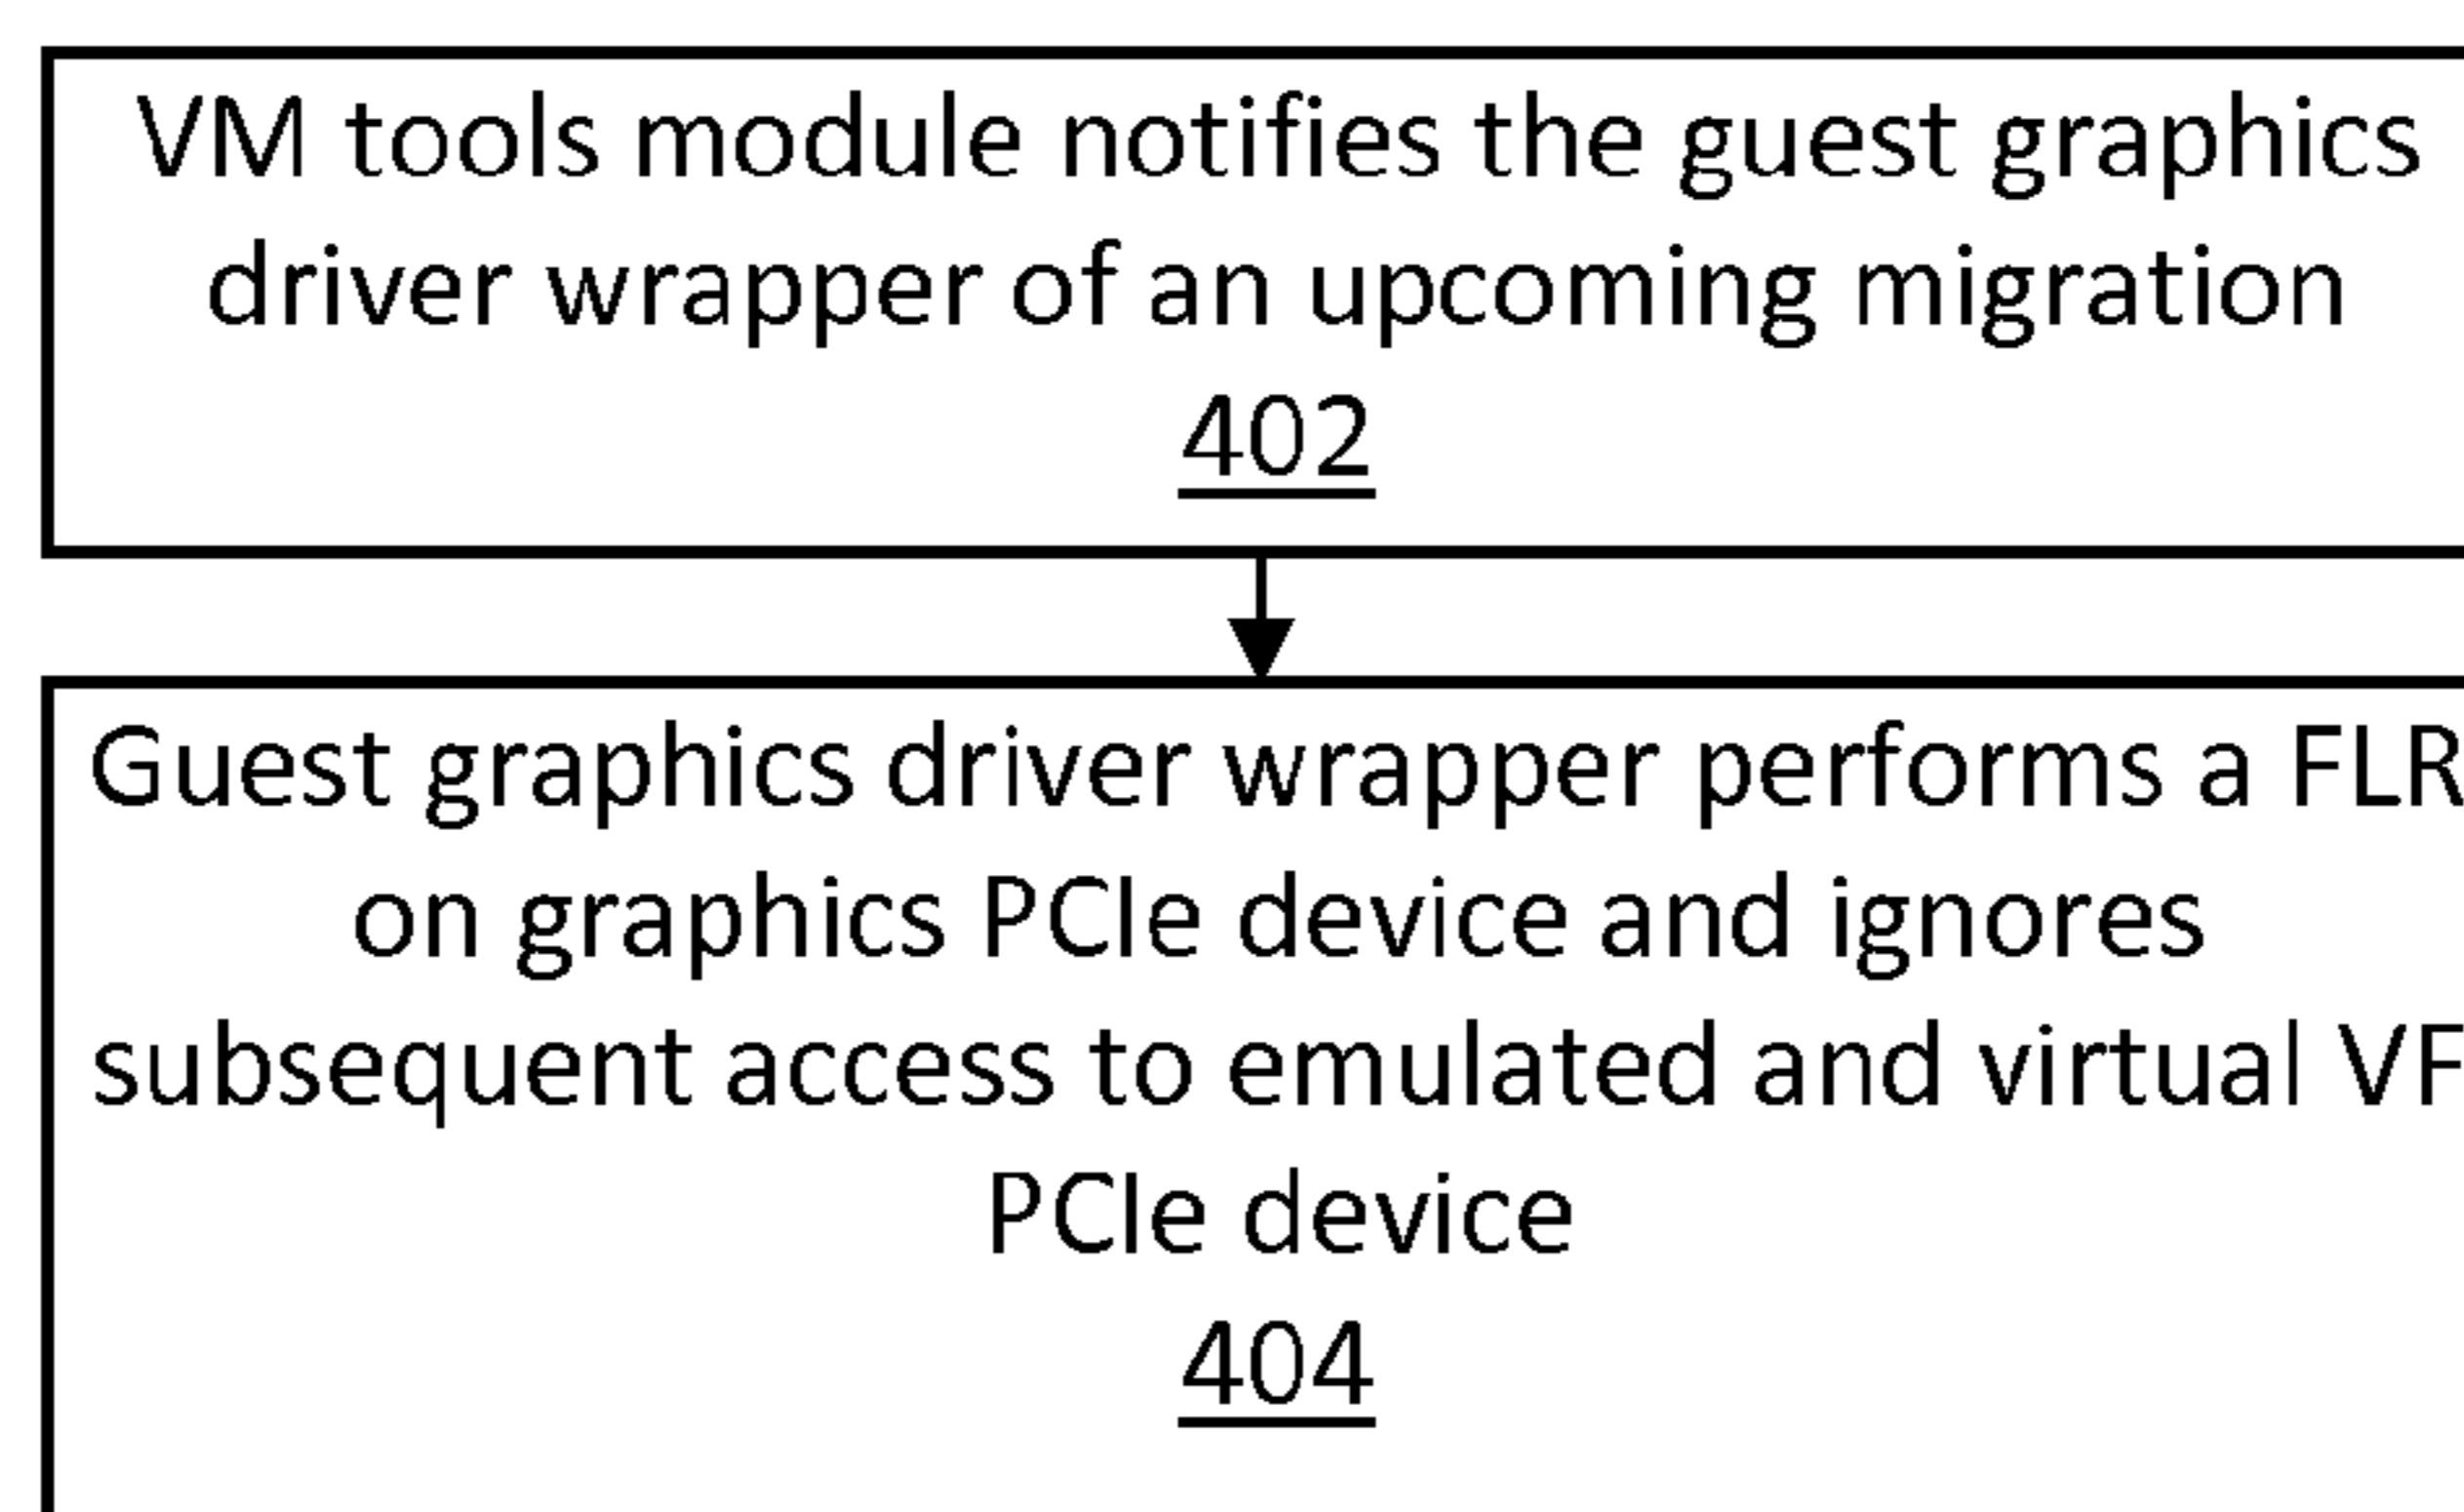 VM tools module notifies the guest graphics
driver wrapper of an upcoming migration
402
Guest graphics driver wrapper performs a FLR
on graphics PCIe device and ignores
subsequent access to emulated and virtual VF
PCIe device
404